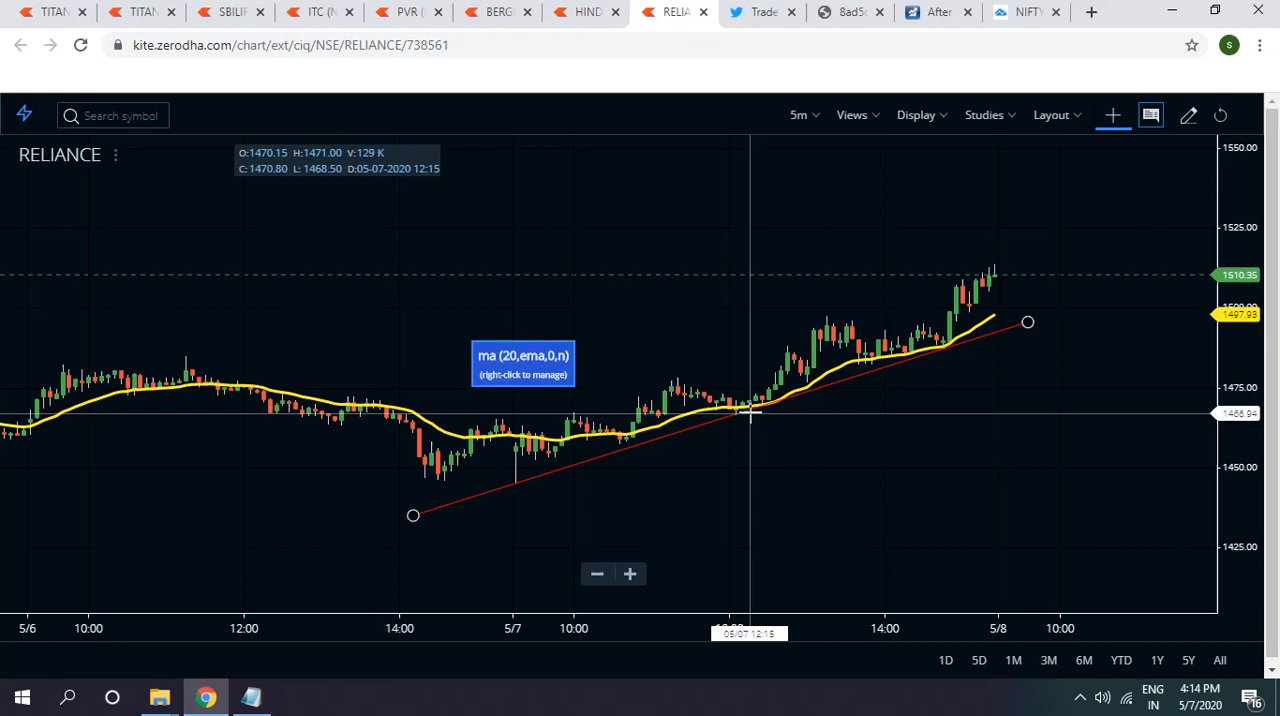 TITAN
TITAN
SBILIF
ITC (N
PVR (
BERG
HIND
RELIA
Trade
8ad5c
After
NIFTY
kite.zerodha.com/chart/ext/ciq/NSE/RELIANCE/738561
S
Search symbol
5m
Views
Display
Studies
Layout
RELIANCE
O:1470.15 H:1471.00 V:129 K
C:1470.80 L: 1468.50 D:05-07-2020 12:15
1550.00
1525.00
1510.35
1497.93
1475.00
1466.94
1450.00
1425.00
ma (20,ema,0,n)
(right-click to manage)
5/6
10:00
12:00
14:00
5/7
10:00
05/07 12:15
14:00
5/8
10:00
1D
5D
1M
3M
6M
YTD
1Y
5Y
All
ENG
IN
4:14 PM
5/7/2020
16